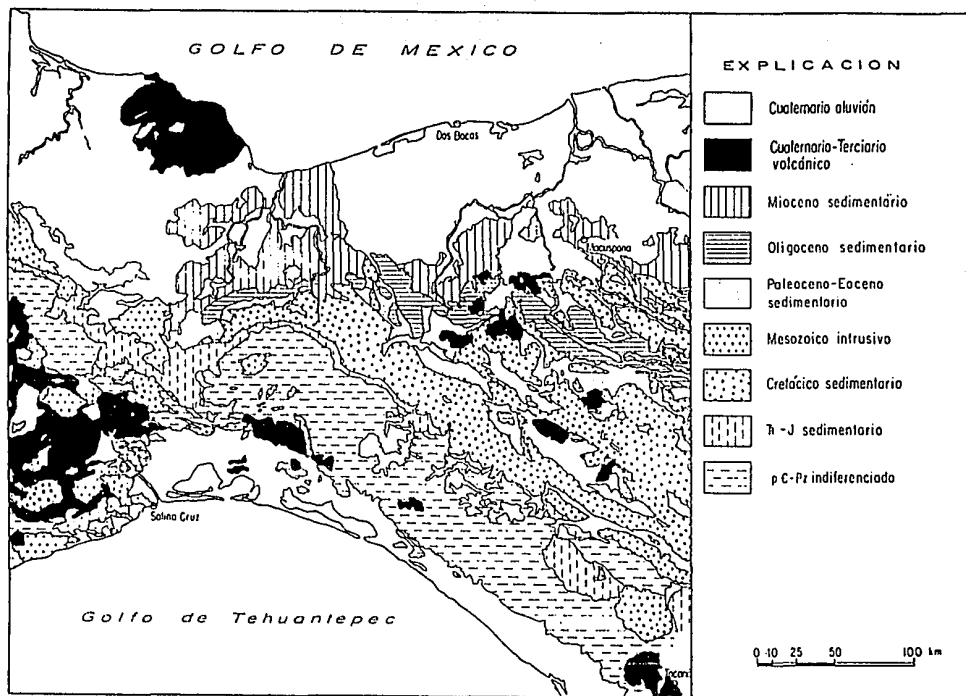 GOLFO DE MEXICO
Dos Bocas
Macuspana
Salina Cruz
Golfo de Tehuantepec
EXPLICACION
Cuaternario aluvión
Cuaternario-Terciario
volcánico
Mioceno sedimentario
Oligoceno sedimentario
Paleoceno-Eoceno
sedimentario
Mesozoico intrusivo
Cretácico sedimentario
Tr-J sedimentario
pC-Pz indiferenciado
0 10 25 50 100 km